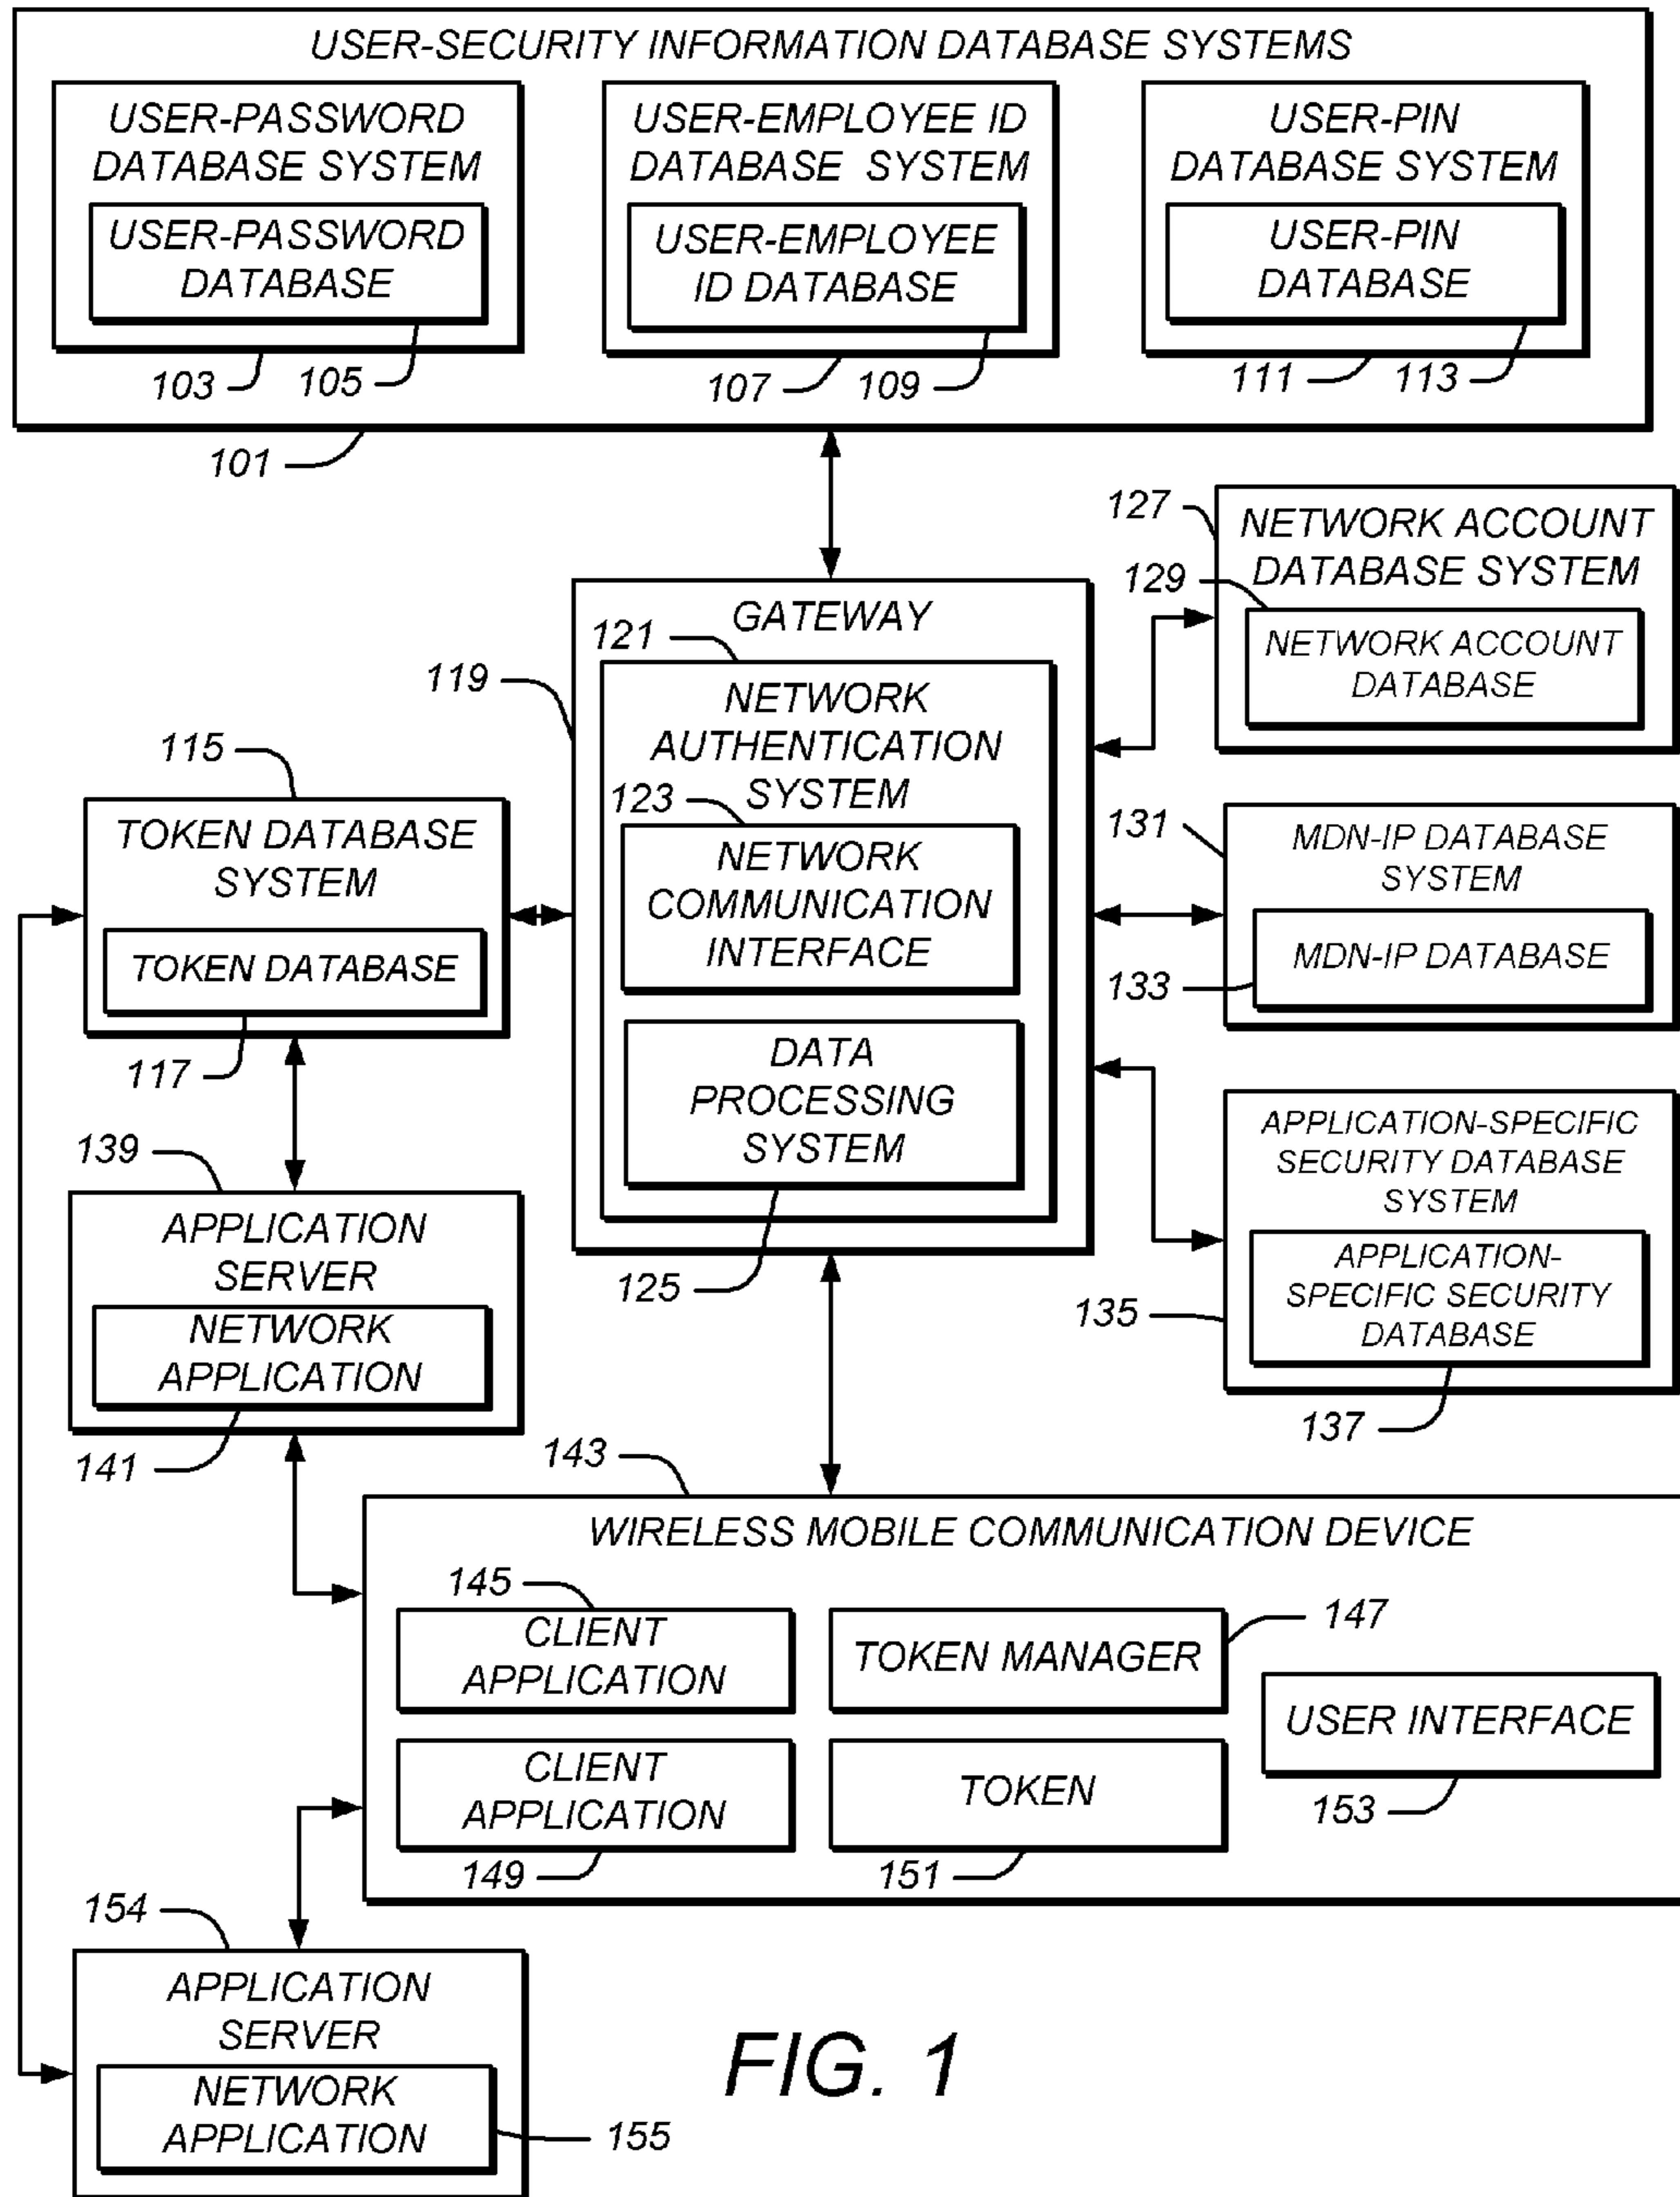 USER-SECURITY INFORMATION DATABASE SYSTEMS
USER-PASSWORD
DATABASE SYSTEM
USER-PASSWORD
DATABASE
103
105
USER-EMPLOYEE ID
DATABASE SYSTEM
USER-EMPLOYEE
ID DATABASE
107
109
USER-PIN
DATABASE SYSTEM
USER-PIN
DATABASE
111
113
101
127
NETWORK ACCOUNT
DATABASE SYSTEM
129
NETWORK ACCOUNT
DATABASE
GATEWAY
121
119
NETWORK
AUTHENTICATION
SYSTEM
123
NETWORK
COMMUNICATION
INTERFACE
DATA
PROCESSING
SYSTEM
125
115
TOKEN DATABASE
SYSTEM
TOKEN DATABASE
117
131
MDN-IP DATABASE
SYSTEM
MDN-IP DATABASE
133
APPLICATION-SPECIFIC
SECURITY DATABASE
SYSTEM
APPLICATION-
SPECIFIC SECURITY
DATABASE
135
137
139
APPLICATION
SERVER
NETWORK
APPLICATION
141
143
WIRELESS MOBILE COMMUNICATION DEVICE
145
CLIENT
APPLICATION
TOKEN MANAGER
147
USER INTERFACE
153
CLIENT
APPLICATION
149
TOKEN
151
154
APPLICATION
SERVER
NETWORK
APPLICATION
155
FIG. 1